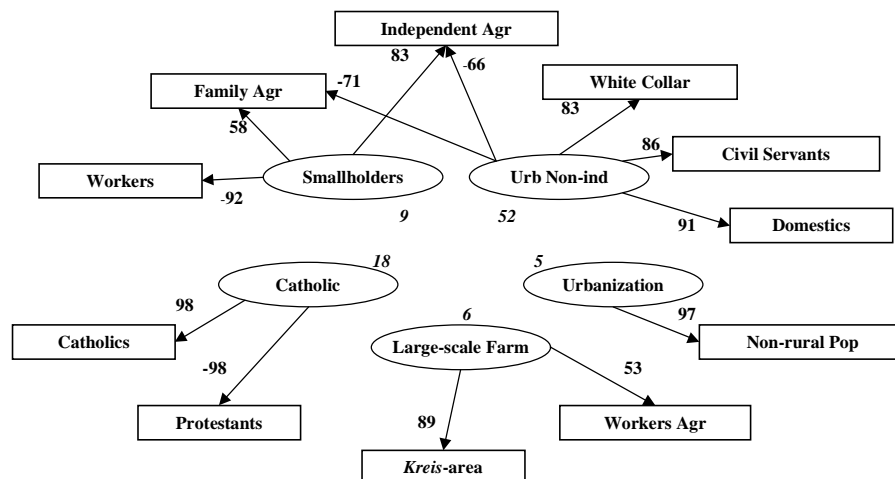 Independent Agr
83
-66
-71
White Collar
Family Agr
83
58
86
Civil Servants
Workers
-92
Smallholders
Urb Non-ind
9
52
91
Domestics
18
5
Catholic
Urbanization
98
6
97
Catholics
Large-scale Farm
Non-rural Pop
-98
53
Protestants
89
Workers Agr
Kreis-area